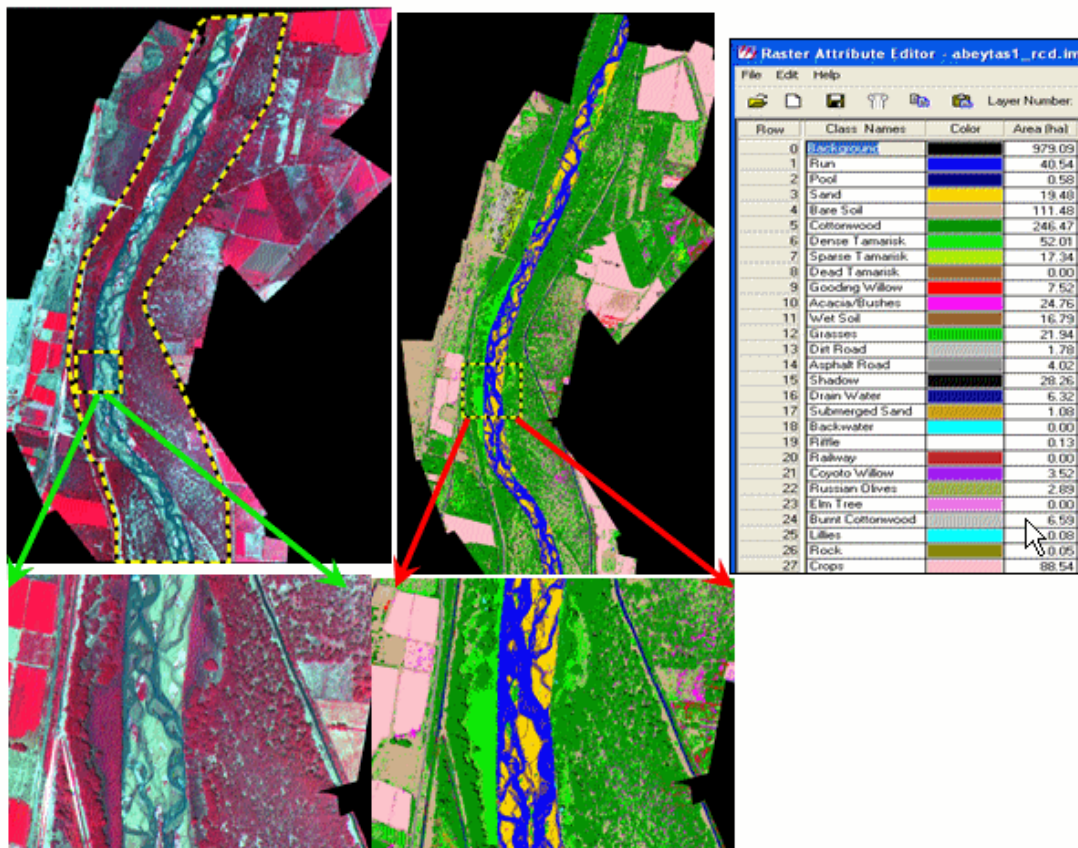 Raster Attribute Editor - abeytas1_rcd.im
File Edit Help
Layer Number:
Row Class Names Color Area (ha)
0 Background 979.09
1 Run 40.54
2 Pool 0.58
3 Sand 19.48
4 Bare Soil 111.48
5 Cottonwood 246.47
6 Dense Tamarisk 52.01
7 Sparse Tamarisk 17.34
8 Dead Tamarisk 0.00
9 Gooding Willow 7.52
10 Acacia/Bushes 24.76
11 Wet Soil 16.79
12 Grasses 21.94
13 Dirt Road 1.78
14 Asphalt Road 4.02
15 Shadow 28.26
16 Drain Water 6.32
17 Submerged Sand 1.08
18 Backwater 0.00
19 Riffle 0.13
20 Railway 0.00
21 Coyoto Willow 3.52
22 Russian Olives 2.89
23 Elm Tree 0.00
24 Burnt Cottonwood 6.59
25 Lillies 0.08
26 Rock 0.05
27 Crops 88.54